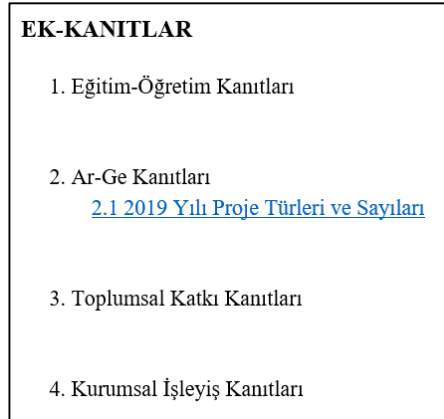 EK-KANITLAR
1. Eğitim-Öğretim Kanıtları
2. Ar-Ge Kanıtları
2.1 2019 Yılı Proje Türleri ve Sayıları
3. Toplumsal Katkı Kanıtları
4. Kurumsal İşleyiş Kanıtları